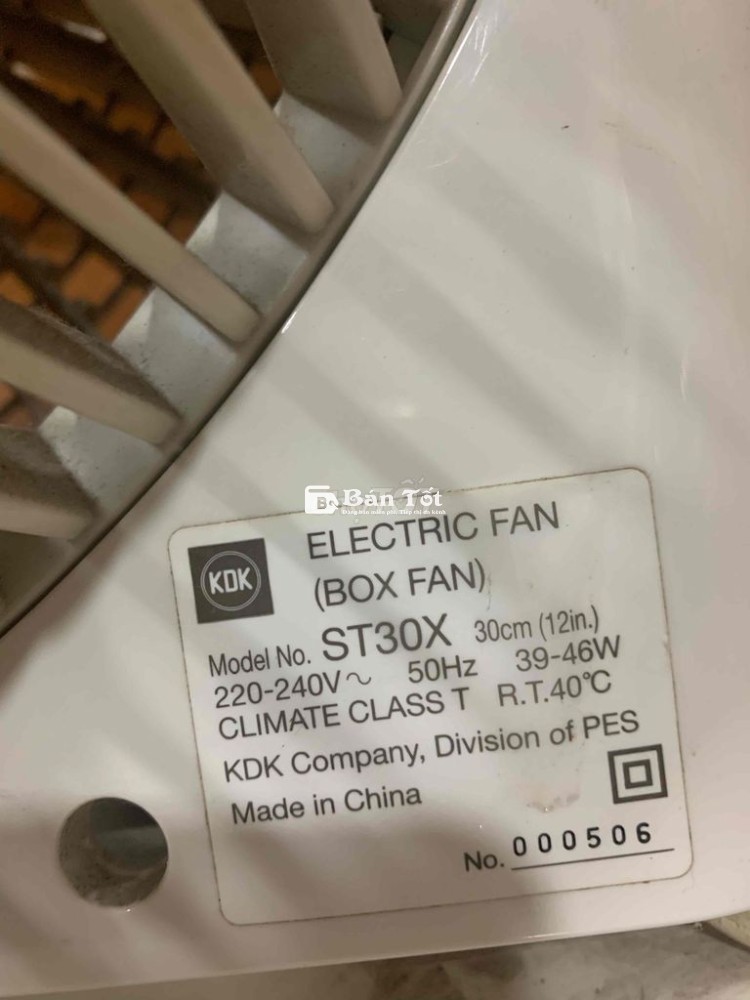 Bán Tốt
KDK
ELECTRIC FAN
(BOX FAN)
Model No. ST30X 30cm (12in.)
220-240V～ 50Hz 39-46W
CLIMATE CLASS T R.T.40℃
KDK Company, Division of PES
Made in China
No. 000506